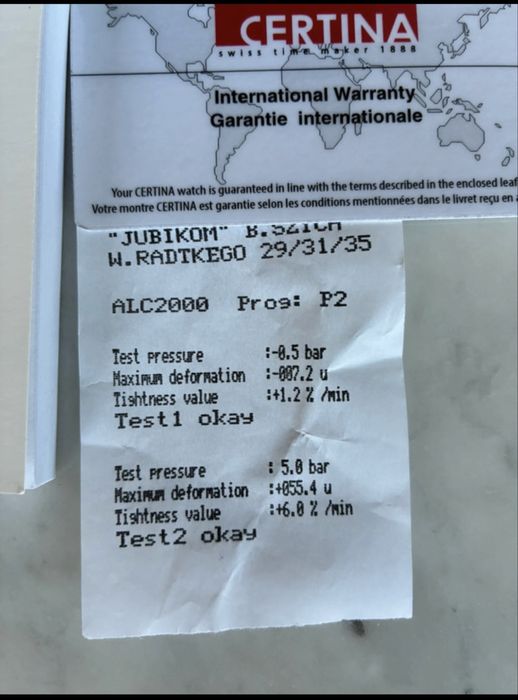 CERTINA
swiss time maker 1888
International Warranty
Garantie internationale
Your CERTINA watch is guaranteed in line with the terms described in the enclosed leaf
Votre montre CERTINA est garantie selon les conditions mentionnées dans le livret reçu en
"JUBIKOM" B.SZICH
W.RADTKEGO 29/31/35
ALC2000 Prog: P2
Test pressure :-0.5 bar
Maximum deformation :-007.2 u
Tightness value :+1.2 % /min
Test1 okay
Test pressure : 5.0 bar
Maximum deformation :+055.4 u
Tightness value :+6.0 % /min
Test2 okay